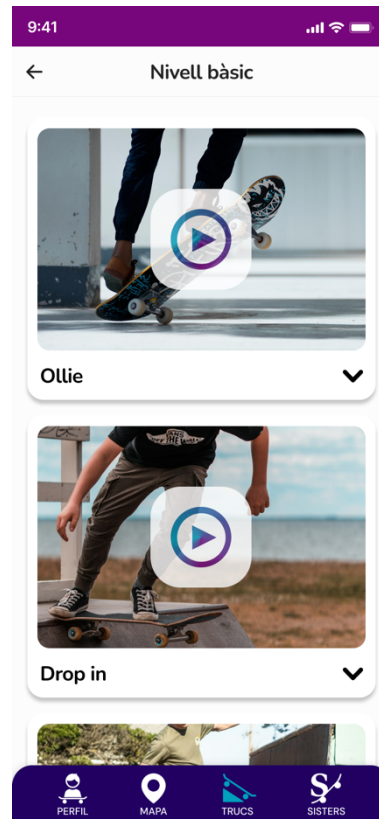 9:41
Nivell bàsic
Ollie
Drop in
PERFIL
MAPA
TRUCS
SISTERS